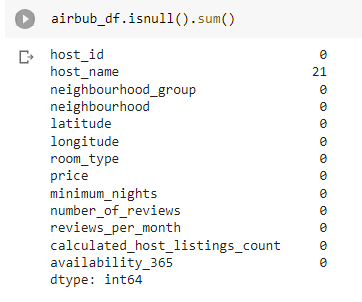 airbub_df.isnull().sum()
host_id 0
host_name 21
neighbourhood_group 0
neighbourhood 0
latitude 0
longitude 0
room_type 0
price 0
minimum_nights 0
number_of_reviews 0
reviews_per_month 0
calculated_host_listings_count 0
availability_365 0
dtype: int64